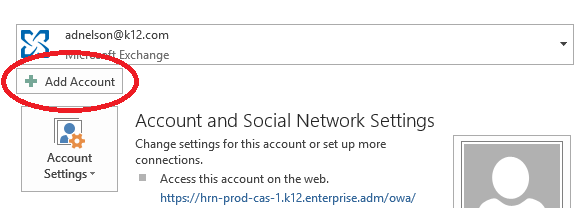 adnelson@k12.com
Microsoft Exchange
Add Account
Account and Social Network Settings
Account
Settings
Change settings for this account or set up more
connections.
Access this account on the web.
https://hrn-prod-cas-1.k12.enterprise.adm/owa/